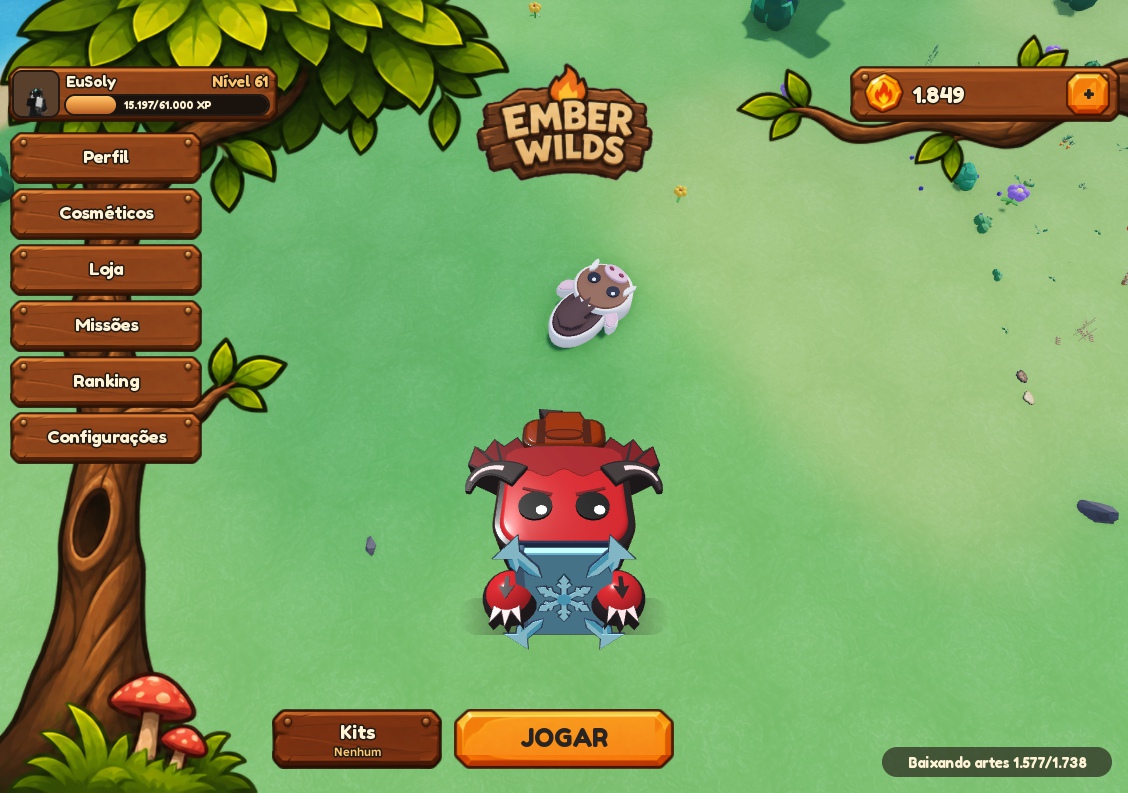 EuSoly
Nível 61
15.197/61.000 XP
EMBER
WILDS
1.849
+
Perfil
Cosméticos
Loja
Missões
Ranking
Configurações
Kits
Nenhum
JOGAR
Baixando artes 1.577/1.738